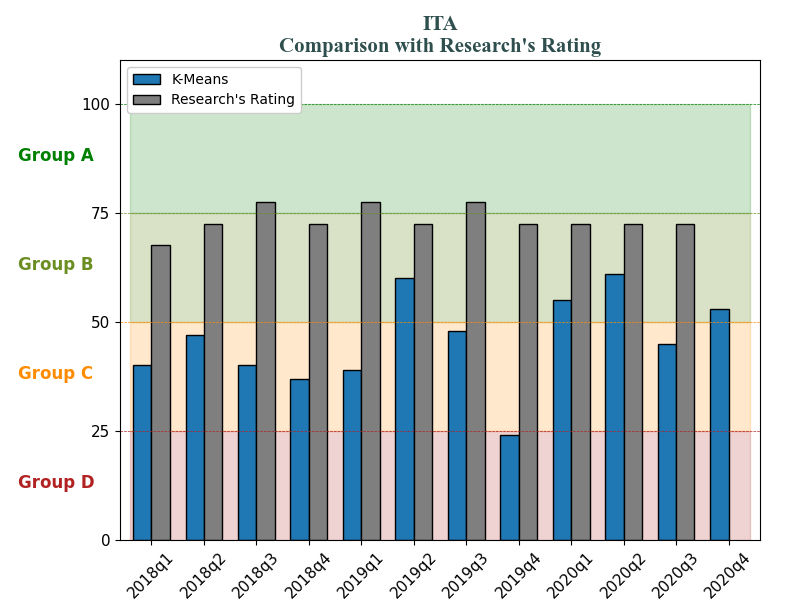 ITA
Comparison with Research's Rating
K-Means
Research's Rating
100
Group A
75
Group B
50
Group C
25
Group D
0
2018q1 2018q2 2018q3 2018q4 2019q1 2019q2 2019q3 2019q4 2020q1 2020q2 2020q3 2020q4